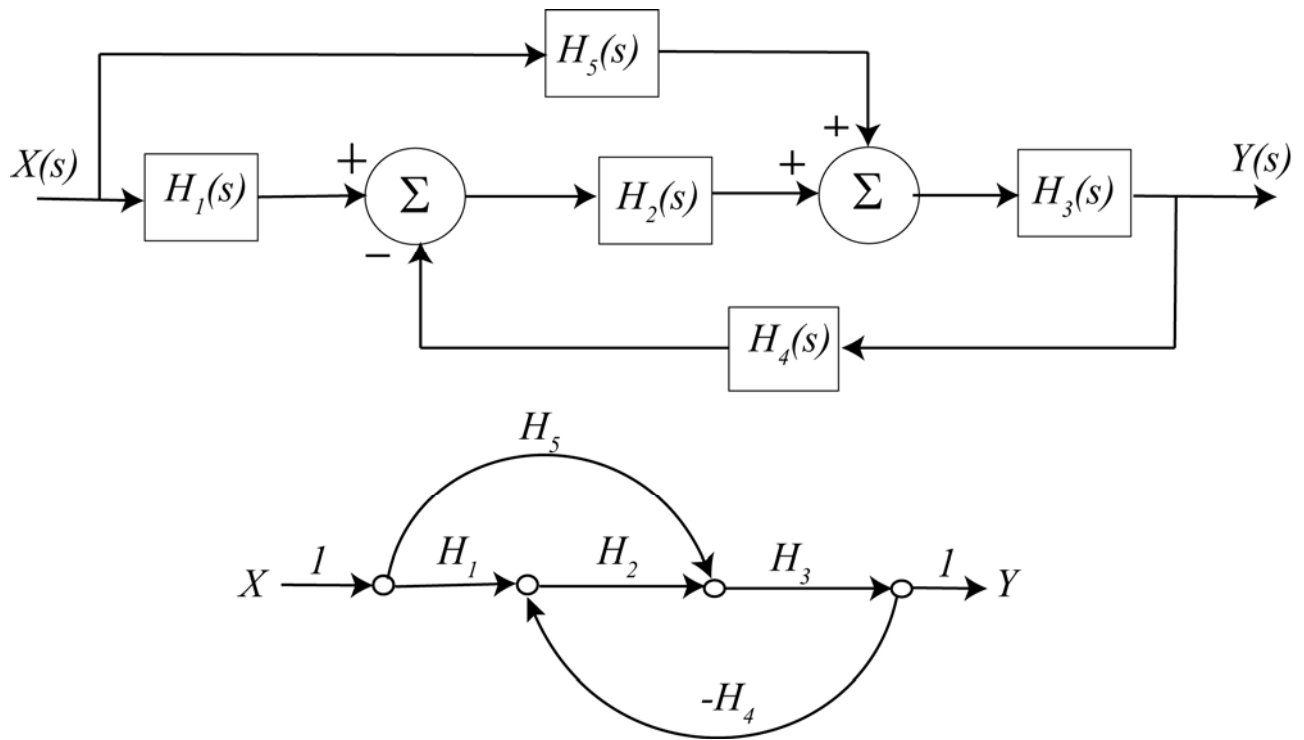 H5(s)
X(s)
H1(s)
+
Σ
−
H2(s)
+
+
Σ
H3(s)
Y(s)
H4(s)
H5
X
1
H1
H2
H3
1
Y
-H4